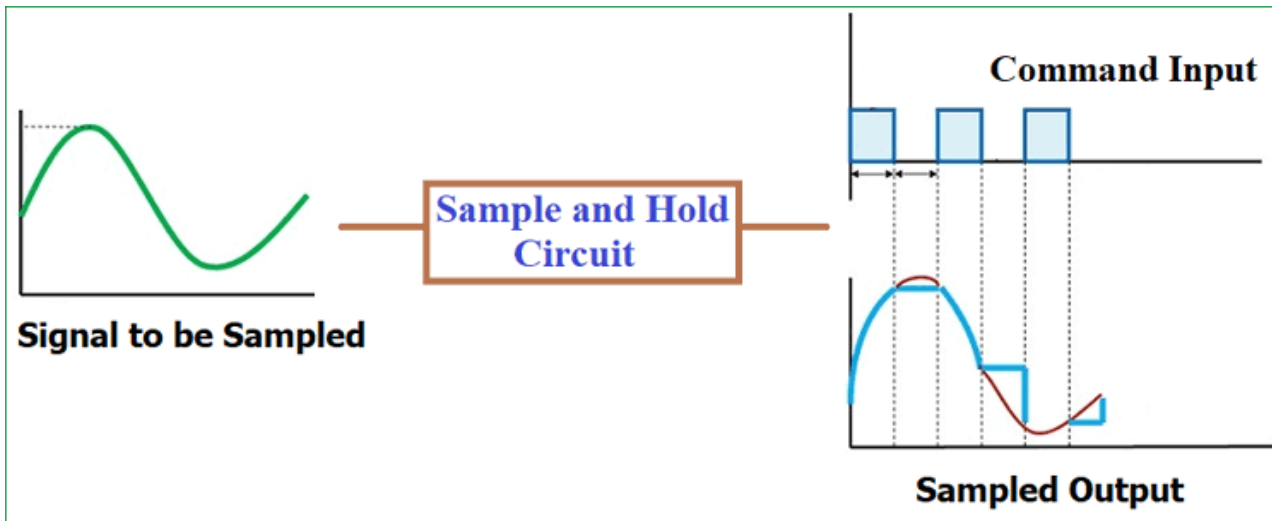 Signal to be Sampled
Sample and Hold
Circuit
Command Input
Sampled Output